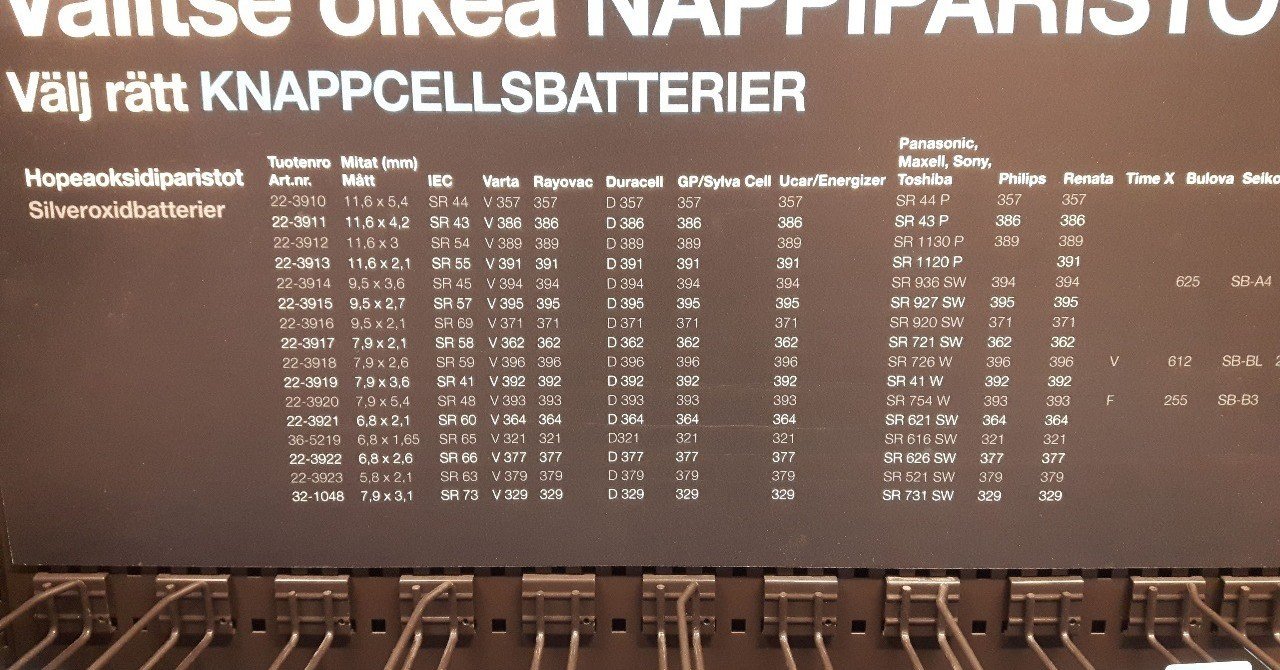 Valitse oikea NAPPIPARISTO
Välj rätt KNAPPCELLSBATTERIER
Hopeaoksidiparistot
Silveroxidbatterier
Tuotenro Mitat (mm) Panasonic, Maxell, Sony,
Art.nr. Mått IEC Varta Rayovac Duracell GP/Sylva Cell Ucar/Energizer Toshiba Philips Renata Time X Bulova Seiko
22-3910 11,6 x 5,4 SR 44 V 357 357 D 357 357 357 SR 44 P 357 357
22-3911 11,6 x 4,2 SR 43 V 386 386 D 386 386 386 SR 43 P 386 386
22-3912 11,6 x 3 SR 54 V 389 389 D 389 389 389 SR 1130 P 389 389
22-3913 11,6 x 2,1 SR 55 V 391 391 D 391 391 391 SR 1120 P 391
22-3914 9,5 x 3,6 SR 45 V 394 394 D 394 394 394 SR 936 SW 394 394 625 SB-A4
22-3915 9,5 x 2,7 SR 57 V 395 395 D 395 395 395 SR 927 SW 395 395
22-3916 9,5 x 2,1 SR 69 V 371 371 D 371 371 371 SR 920 SW 371 371
22-3917 7,9 x 2,1 SR 58 V 362 362 D 362 362 362 SR 721 SW 362 362
22-3918 7,9 x 2,6 SR 59 V 396 396 D 396 396 396 SR 726 W 396 396 V 612 SB-BL
22-3919 7,9 x 3,6 SR 41 V 392 392 D 392 392 392 SR 41 W 392 392
22-3920 7,9 x 5,4 SR 48 V 393 393 D 393 393 393 SR 754 W 393 393 F 255 SB-B3
22-3921 6,8 x 2,1 SR 60 V 364 364 D 364 364 364 SR 621 SW 364 364
36-5219 6,8 x 1,65 SR 65 V 321 321 D321 321 321 SR 616 SW 321 321
22-3922 6,8 x 2,6 SR 66 V 377 377 D 377 377 377 SR 626 SW 377 377
22-3923 5,8 x 2,1 SR 63 V 379 379 D 379 379 379 SR 521 SW 379 379
32-1048 7,9 x 3,1 SR 73 V 329 329 D 329 329 329 SR 731 SW 329 329